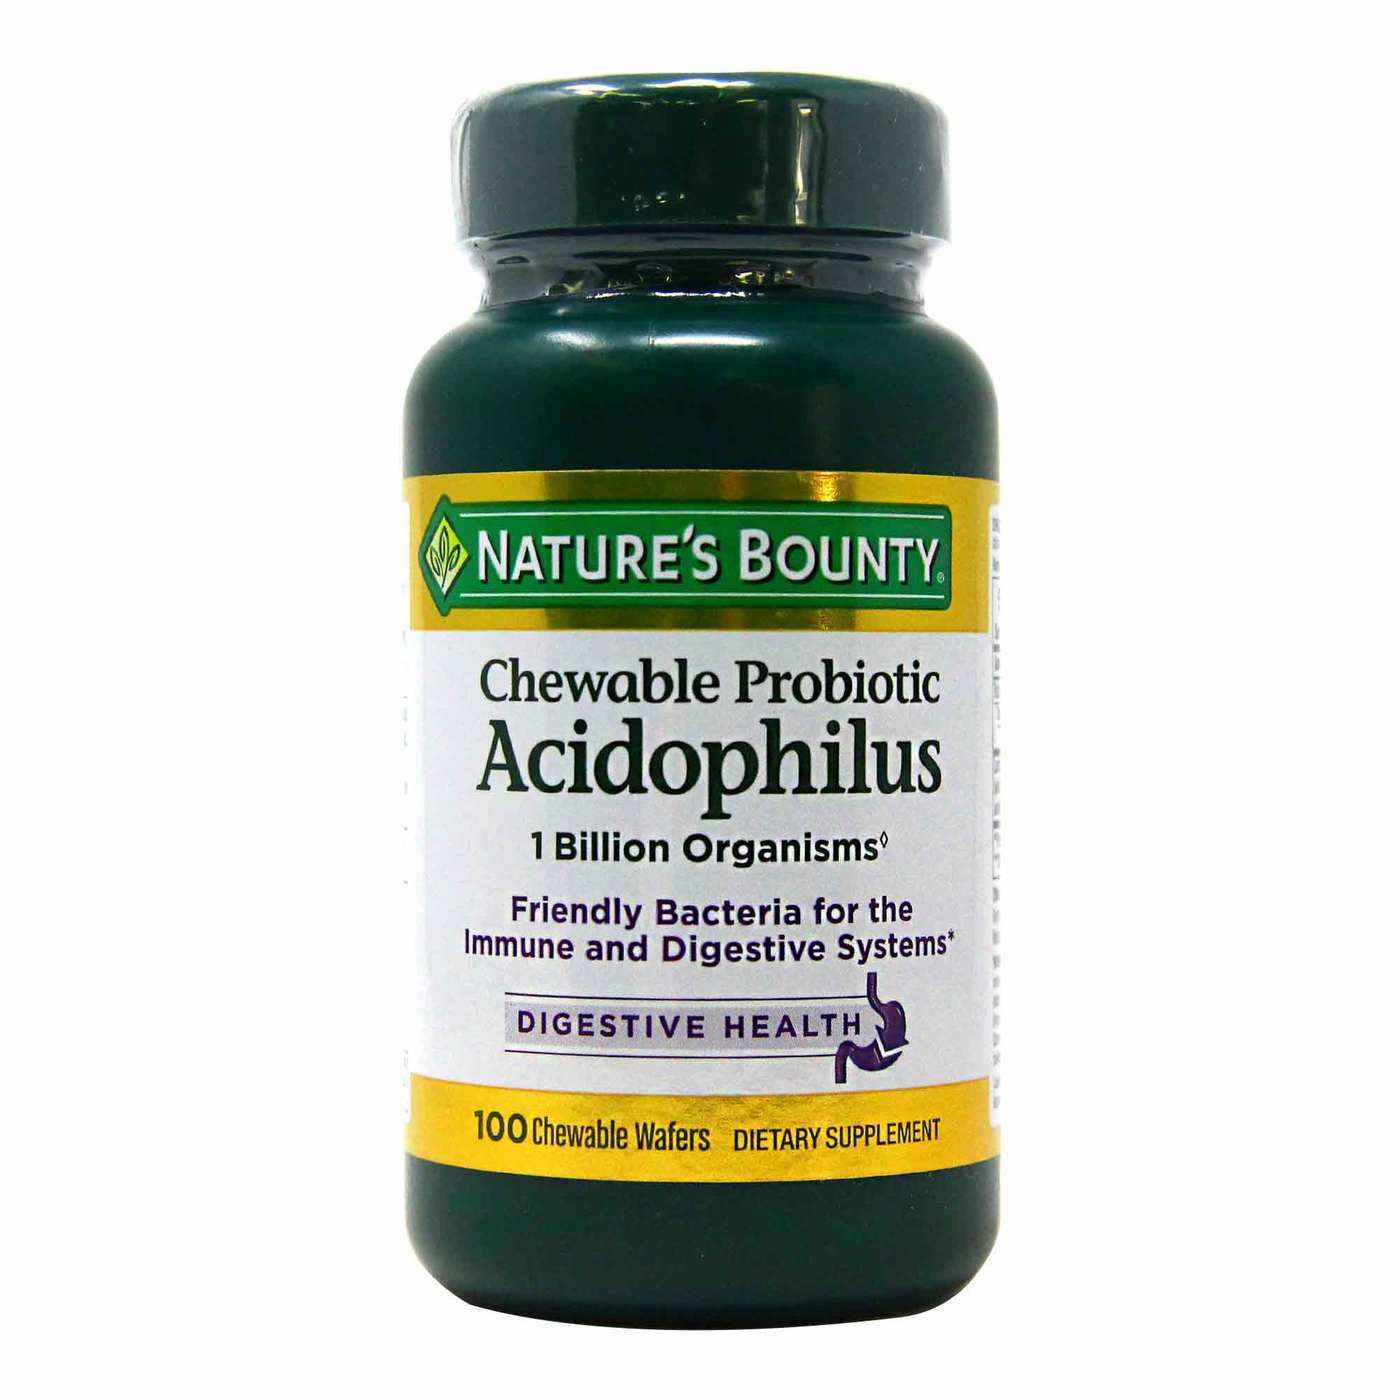 NATURE'S BOUNTY®
Chewable Probiotic
Acidophilus
1 Billion Organisms◊
Friendly Bacteria for the
Immune and Digestive Systems*
DIGESTIVE HEALTH
100 Chewable Wafers DIETARY SUPPLEMENT